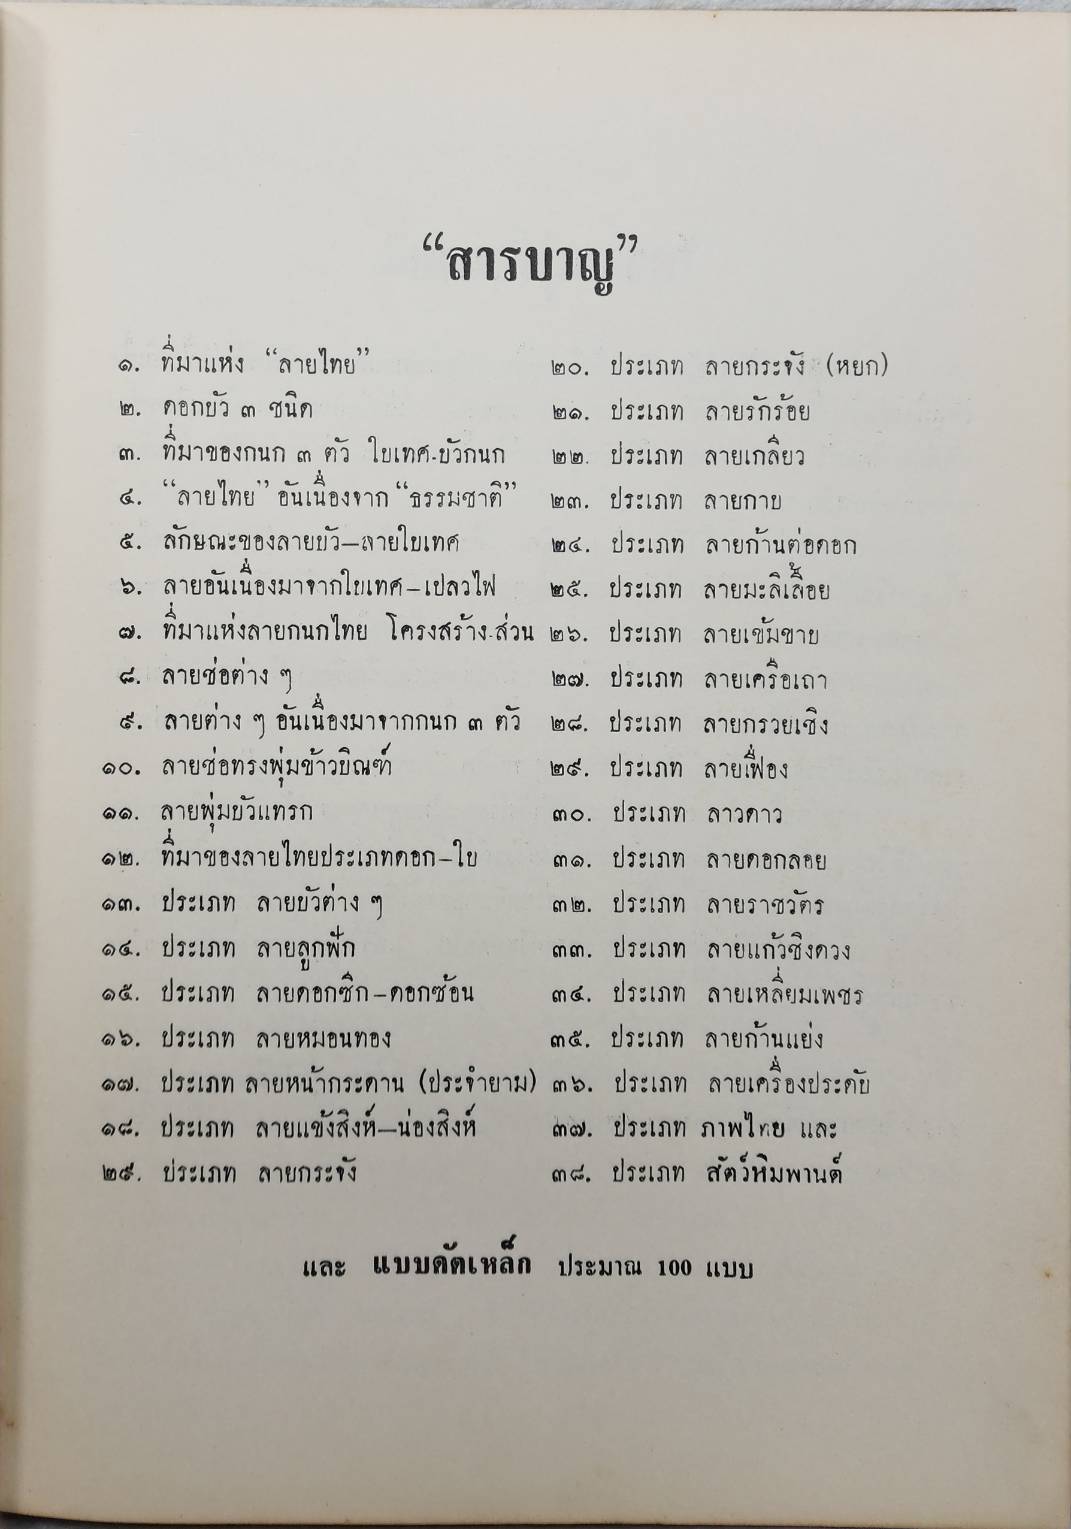 “สารบาญ”
๑. ที่มาแห่ง “ลายไทย”
๒. ดอกบัว ๓ ชนิด
๓. ที่มาของกนก ๓ ตัว ใบเทศ-บัวกนก
๔. “ลายไทย” อันเนื่องจาก “ธรรมชาติ”
๕. ลักษณะของลายบัว–ลายใบเทศ
๖. ลายอันเนื่องมาจากใบเทศ–เปลวไฟ
๗. ที่มาแห่งลายกนกไทย โครงสร้าง-ส่วน
๘. ลายช่อต่าง ๆ
๙. ลายต่าง ๆ อันเนื่องมาจากกนก ๓ ตัว
๑๐. ลายช่อทรงพุ่มข้าวบิณฑ์
๑๑. ลายพุ่มบัวแทรก
๑๒. ที่มาของลายไทยประเภทดอก–ใบ
๑๓. ประเภท ลายบัวต่าง ๆ
๑๔. ประเภท ลายลูกฟัก
๑๕. ประเภท ลายดอกซีก–ดอกซ้อน
๑๖. ประเภท ลายหมอนทอง
๑๗. ประเภท ลายหน้ากระดาน (ประจำยาม)
๑๘. ประเภท ลายแข้งสิงห์–น่องสิงห์
๒๙. ประเภท ลายกระจัง
๒๐. ประเภท ลายกระจัง (หยก)
๒๑. ประเภท ลายรักร้อย
๒๒. ประเภท ลายเกลียว
๒๓. ประเภท ลายกาบ
๒๔. ประเภท ลายก้านต่อดอก
๒๕. ประเภท ลายมะลิเลื้อย
๒๖. ประเภท ลายเข้มขาบ
๒๗. ประเภท ลายเครือเถา
๒๘. ประเภท ลายกรวยเชิง
๒๙. ประเภท ลายเฟื่อง
๓๐. ประเภท ลาวดาว
๓๑. ประเภท ลายดอกลอย
๓๒. ประเภท ลายราชวัตร
๓๓. ประเภท ลายแก้วชิงดวง
๓๔. ประเภท ลายเหลี่ยมเพชร
๓๕. ประเภท ลายก้านแย่ง
๓๖. ประเภท ลายเครื่องประดับ
๓๗. ประเภท ภาพไทย และ
๓๘. ประเภท สัตว์หิมพานต์
และ แบบดัดเหล็ก ประมาณ 100 แบบ